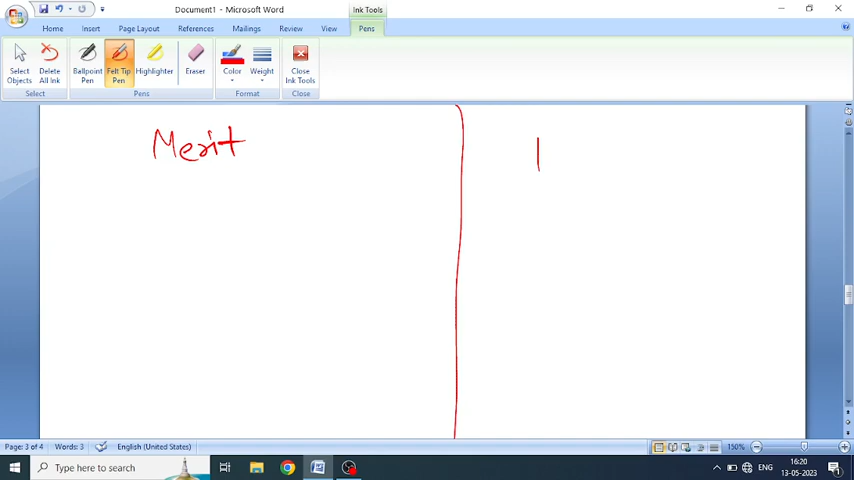 Document1 - Microsoft Word
Ink Tools
Home Insert Page Layout References Mailings Review View Pens
Select Objects
Delete All Ink
Ballpoint Pen
Felt Tip Pen
Highlighter
Eraser
Color
Weight
Close Ink Tools
Select Pens Format Close
Merit
Page: 3 of 4 Words: 3 English (United States) 150%
Type here to search
ENG
16:20
13-05-2023